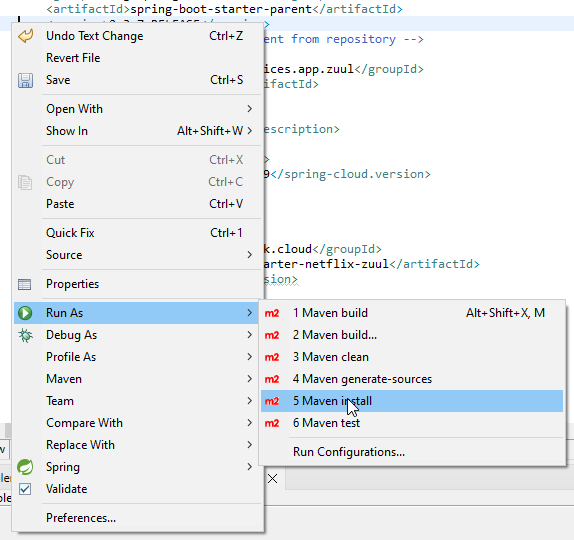 <artifactId>spring-boot-starter-parent</artifactId>
Undo Text Change Ctrl+Z
ent from repository -->
Revert File
Save Ctrl+S
ices.app.zuul</groupId>
tifactId>
Open With
Show In Alt+Shift+W
escription>
Cut Ctrl+X
Copy Ctrl+C
9</spring-cloud.version>
Paste Ctrl+V
Quick Fix Ctrl+1
Source
k.cloud</groupId>
arter-netflix-zuul</artifactId>
sion>
Properties
Run As
Debug As
Profile As
Maven
Team
Compare With
Replace With
Spring
Validate
Preferences...
m2 1 Maven build Alt+Shift+X, M
m2 2 Maven build...
m2 3 Maven clean
m2 4 Maven generate-sources
m2 5 Maven install
m2 6 Maven test
Run Configurations...